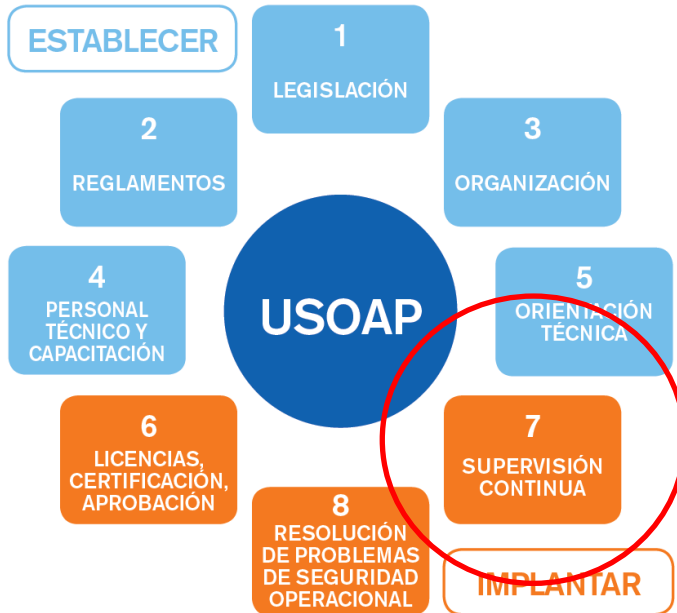 ESTABLECER
1
LEGISLACIÓN
2
REGLAMENTOS
3
ORGANIZACIÓN
USOAP
4
PERSONAL
TÉCNICO Y
CAPACITACIÓN
5
ORIENTACIÓN
TÉCNICA
6
LICENCIAS,
CERTIFICACIÓN,
APROBACIÓN
7
SUPERVISIÓN
CONTINUA
8
RESOLUCIÓN
DE PROBLEMAS
DE SEGURIDAD
OPERACIONAL
IMPLANTAR